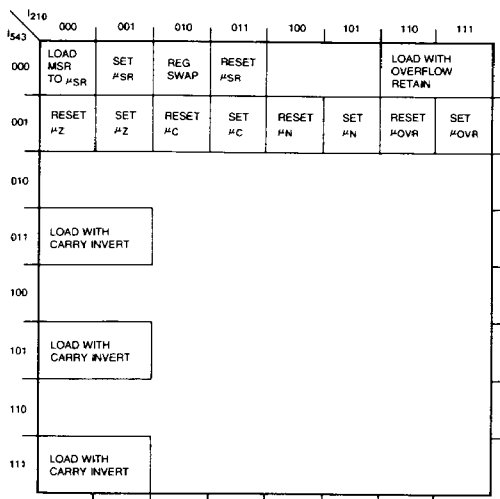 I210
I543
000 001 010 011 100 101 110 111
000
LOAD MSR TO μSR
SET μSR
REG SWAP
RESET μSR
LOAD WITH OVERFLOW RETAIN
001
RESET μZ
SET μZ
RESET μC
SET μC
RESET μN
SET μN
RESET μOVR
SET μOVR
010
011
LOAD WITH
CARRY INVERT
100
101
LOAD WITH
CARRY INVERT
110
111
LOAD WITH
CARRY INVERT